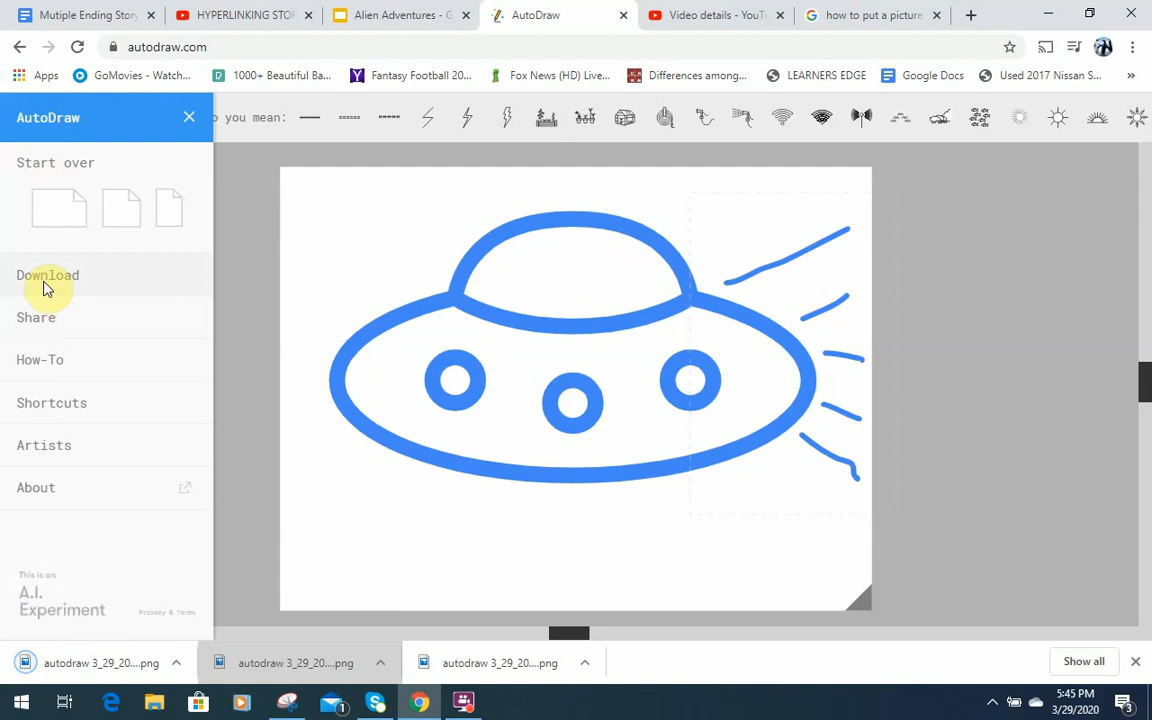 Mutiple Ending Story
HYPERLINKING STOR
Alien Adventures - G
AutoDraw
Video details - YouT
how to put a picture
autodraw.com
Apps
GoMovies - Watch...
1000+ Beautiful Ba...
Fantasy Football 20...
Fox News (HD) Live...
Differences among...
LEARNERS EDGE
Google Docs
Used 2017 Nissan S...
»
AutoDraw
o you mean:
Start over
Download
Share
How-To
Shortcuts
Artists
About
This is an
A.I.
Experiment
Privacy & Terms
autodraw 3_29_20....png
autodraw 3_29_20....png
autodraw 3_29_20....png
Show all
1
5:45 PM
3/29/2020
3